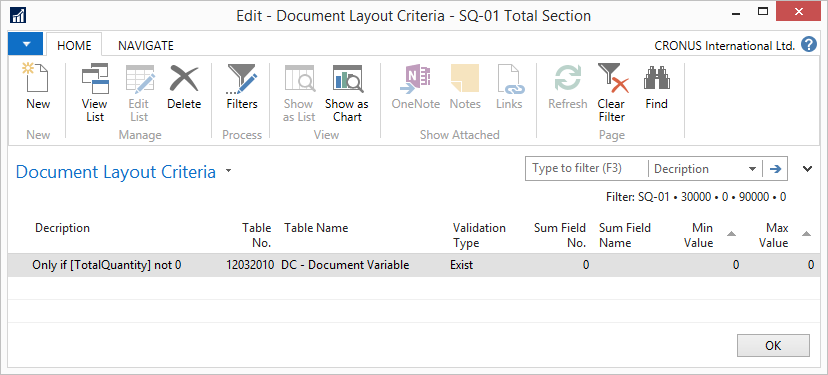 Edit - Document Layout Criteria - SQ-01 Total Section
HOME NAVIGATE CRONUS International Ltd.
New View List Edit List Delete Filters Show as List Show as Chart OneNote Notes Links Refresh Clear Filter Find
New Manage Process View Show Attached Page
Document Layout Criteria Type to filter (F3) Decription
Filter: SQ-01 • 30000 • 0 • 90000 • 0
Decription Table No. Table Name Validation Type Sum Field No. Sum Field Name Min Value Max Value
Only if [TotalQuantity] not 0 12032010 DC - Document Variable Exist 0 0 0
OK